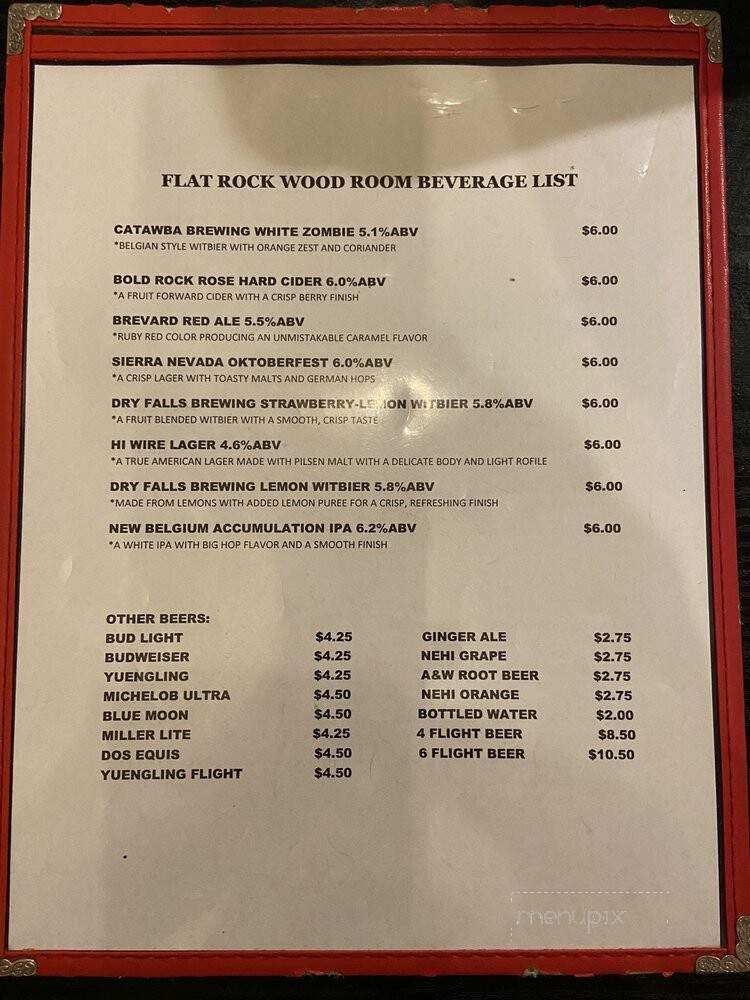 FLAT ROCK WOOD ROOM BEVERAGE LIST
CATAWBA BREWING WHITE ZOMBIE 5.1%ABV $6.00
*BELGIAN STYLE WITBIER WITH ORANGE ZEST AND CORIANDER
BOLD ROCK ROSE HARD CIDER 6.0%ABV $6.00
*A FRUIT FORWARD CIDER WITH A CRISP BERRY FINISH
BREVARD RED ALE 5.5%ABV $6.00
*RUBY RED COLOR PRODUCING AN UNMISTAKABLE CARAMEL FLAVOR
SIERRA NEVADA OKTOBERFEST 6.0%ABV $6.00
*A CRISP LAGER WITH TOASTY MALTS AND GERMAN HOPS
DRY FALLS BREWING STRAWBERRY-LEMON WITBIER 5.8%ABV $6.00
*A FRUIT BLENDED WITBIER WITH A SMOOTH, CRISP TASTE
HI WIRE LAGER 4.6%ABV $6.00
*A TRUE AMERICAN LAGER MADE WITH PILSEN MALT WITH A DELICATE BODY AND LIGHT ROFILE
DRY FALLS BREWING LEMON WITBIER 5.8%ABV $6.00
*MADE FROM LEMONS WITH ADDED LEMON PUREE FOR A CRISP, REFRESHING FINISH
NEW BELGIUM ACCUMULATION IPA 6.2%ABV $6.00
*A WHITE IPA WITH BIG HOP FLAVOR AND A SMOOTH FINISH
OTHER BEERS:
BUD LIGHT $4.25 GINGER ALE $2.75
BUDWEISER $4.25 NEHI GRAPE $2.75
YUENGLING $4.25 A&W ROOT BEER $2.75
MICHELOB ULTRA $4.50 NEHI ORANGE $2.75
BLUE MOON $4.50 BOTTLED WATER $2.00
MILLER LITE $4.25 4 FLIGHT BEER $8.50
DOS EQUIS $4.50 6 FLIGHT BEER $10.50
YUENGLING FLIGHT $4.50
menupix